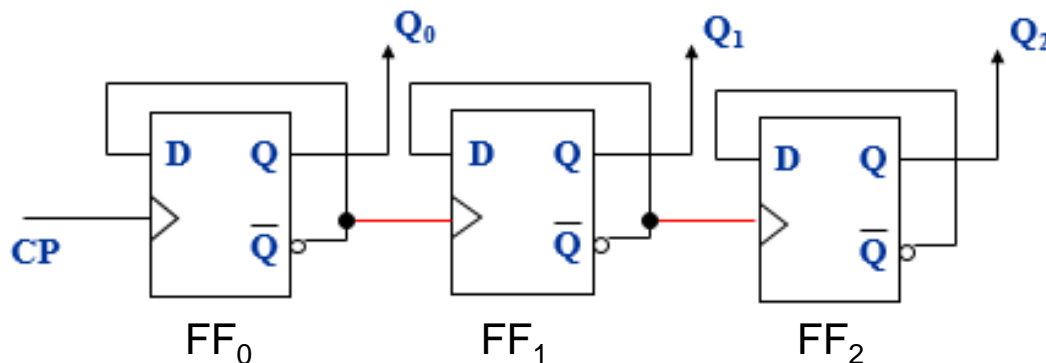 Q₀ Q₁ Q₂
D Q D Q D Q
CP Q̅ Q̅ Q̅
FF₀ FF₁ FF₂